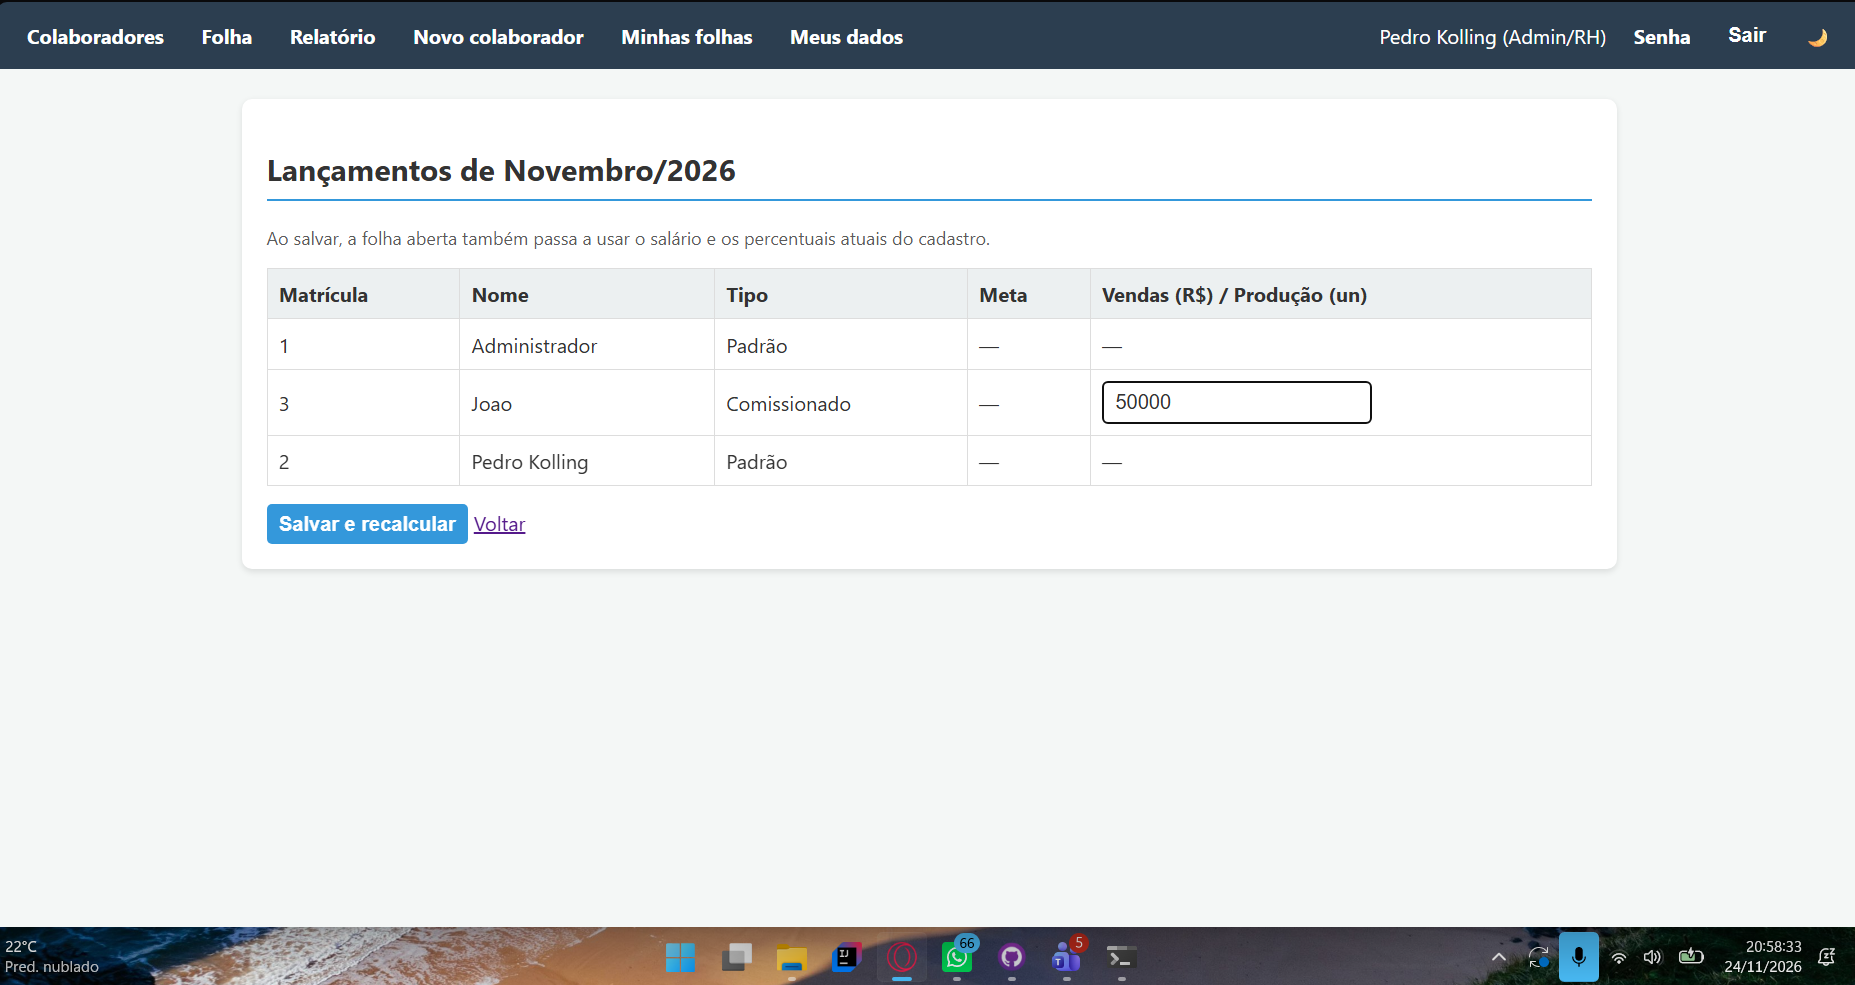 Colaboradores Folha Relatório Novo colaborador Minhas folhas Meus dados Pedro Kolling (Admin/RH) Senha Sair
Lançamentos de Novembro/2026
Ao salvar, a folha aberta também passa a usar o salário e os percentuais atuais do cadastro.
Matrícula Nome Tipo Meta Vendas (R$) / Produção (un)
1 Administrador Padrão — —
3 Joao Comissionado — 50000
2 Pedro Kolling Padrão — —
Salvar e recalcular Voltar
22°C
Pred. nublado
66
5
20:58:33
24/11/2026